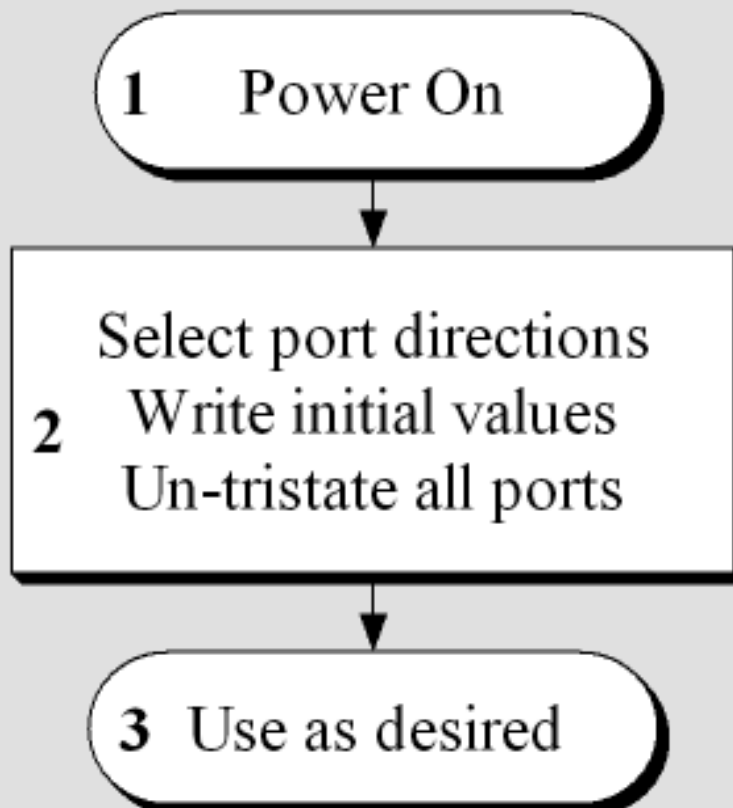 1 Power On
Select port directions
2 Write initial values
Un-tristate all ports
3 Use as desired